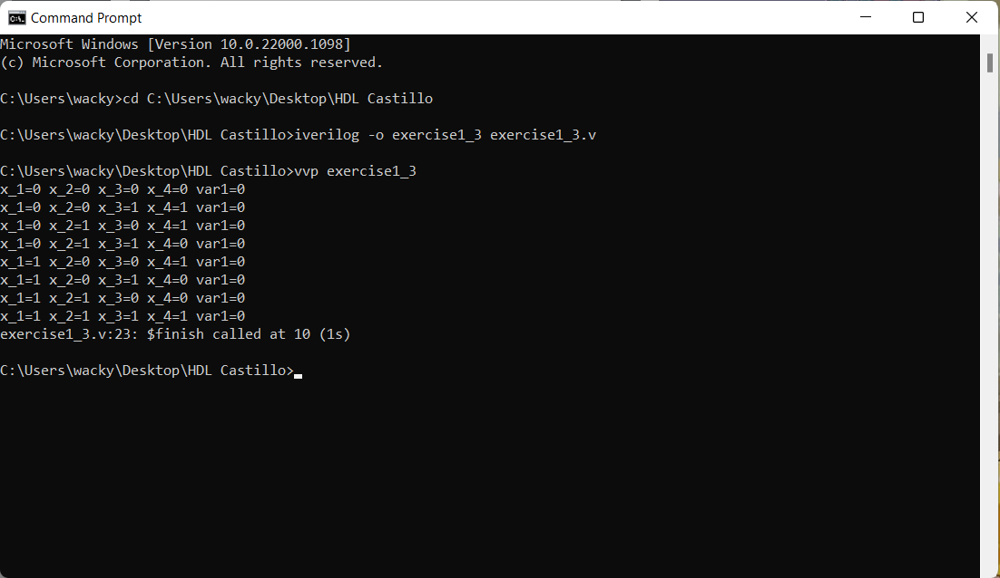 Command Prompt
Microsoft Windows [Version 10.0.22000.1098]
(c) Microsoft Corporation. All rights reserved.
C:\Users\wacky>cd C:\Users\wacky\Desktop\HDL Castillo
C:\Users\wacky\Desktop\HDL Castillo>iverilog -o exercise1_3 exercise1_3.v
C:\Users\wacky\Desktop\HDL Castillo>vvp exercise1_3
x_1=0 x_2=0 x_3=0 x_4=0 var1=0
x_1=0 x_2=0 x_3=1 x_4=1 var1=0
x_1=0 x_2=1 x_3=0 x_4=1 var1=0
x_1=0 x_2=1 x_3=1 x_4=0 var1=0
x_1=1 x_2=0 x_3=0 x_4=1 var1=0
x_1=1 x_2=0 x_3=1 x_4=0 var1=0
x_1=1 x_2=1 x_3=0 x_4=0 var1=0
x_1=1 x_2=1 x_3=1 x_4=1 var1=0
exercise1_3.v:23: $finish called at 10 (1s)
C:\Users\wacky\Desktop\HDL Castillo>